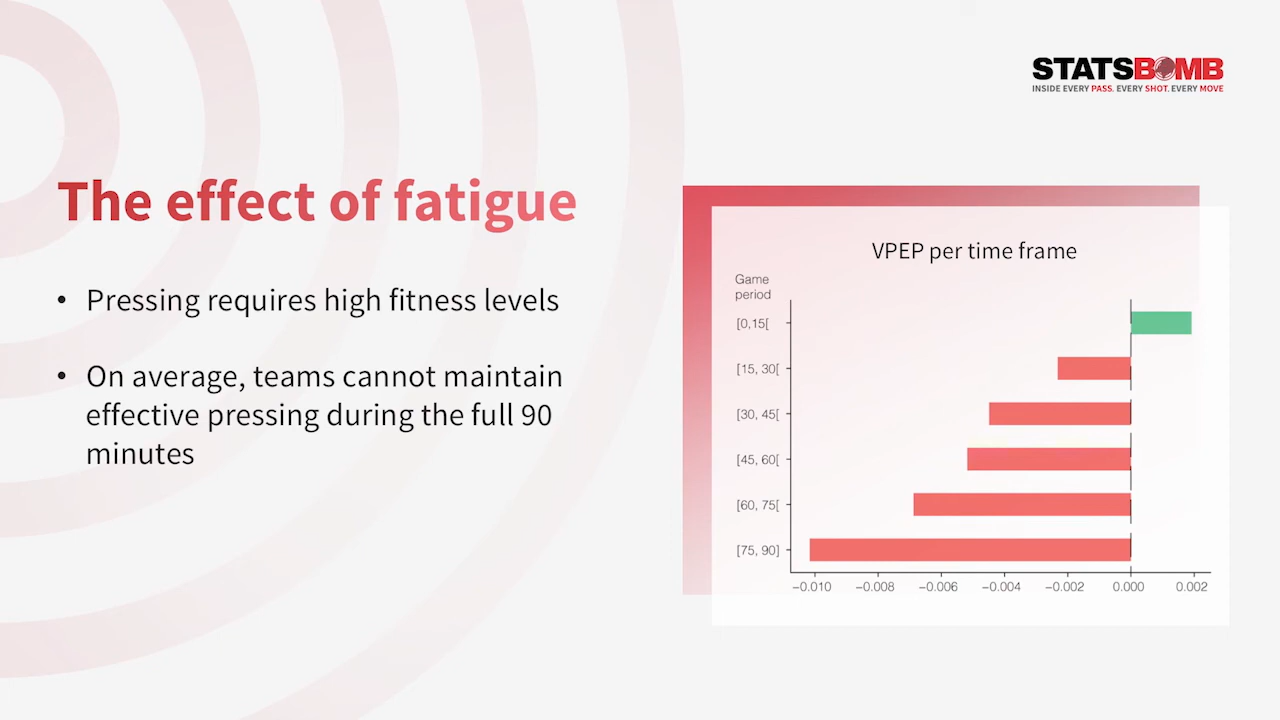 STATSBOMB
INSIDE EVERY PASS. EVERY SHOT. EVERY MOVE
The effect of fatigue
• Pressing requires high fitness levels
• On average, teams cannot maintain
effective pressing during the full 90
minutes
VPEP per time frame
Game
period
[0,15[
[15, 30[
[30, 45[
[45, 60[
[60, 75[
[75, 90]
−0.010 −0.008 −0.006 −0.004 −0.002 0.000 0.002